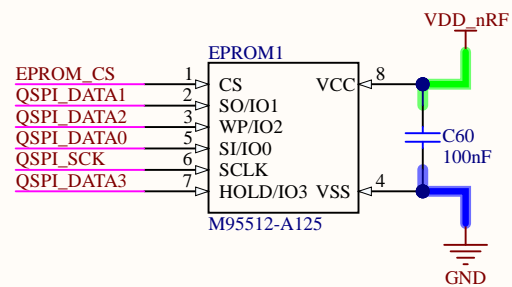 VDD_nRF
EPROM1
EPROM_CS 1 CS VCC 8
QSPI_DATA1 2 SO/IO1
QSPI_DATA2 3 WP/IO2
QSPI_DATA0 5 SI/IO0
QSPI_SCK 6 SCLK
QSPI_DATA3 7 HOLD/IO3 VSS 4
C60
100nF
M95512-A125
GND